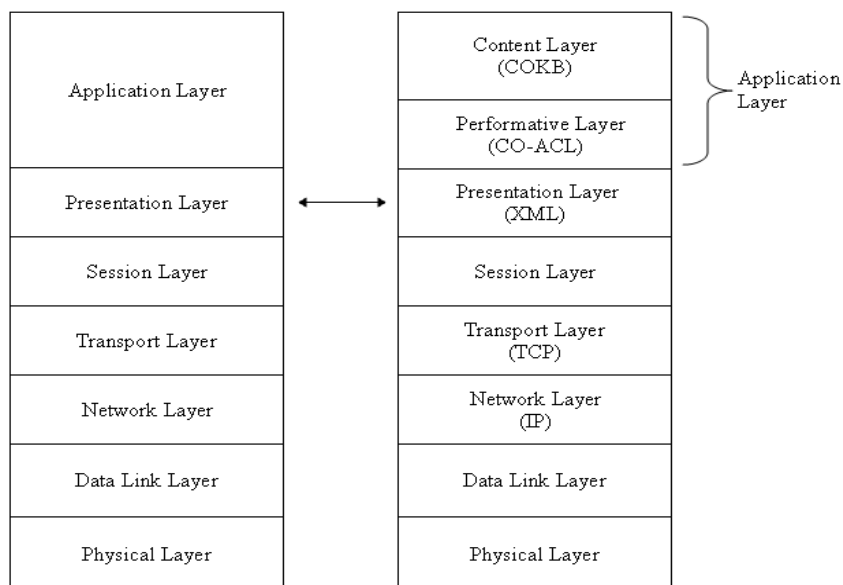 Application Layer
Presentation Layer
Session Layer
Transport Layer
Network Layer
Data Link Layer
Physical Layer
Content Layer
(COKB)
Performative Layer
(CO-ACL)
Presentation Layer
(XML)
Session Layer
Transport Layer
(TCP)
Network Layer
(IP)
Data Link Layer
Physical Layer
Application
Layer